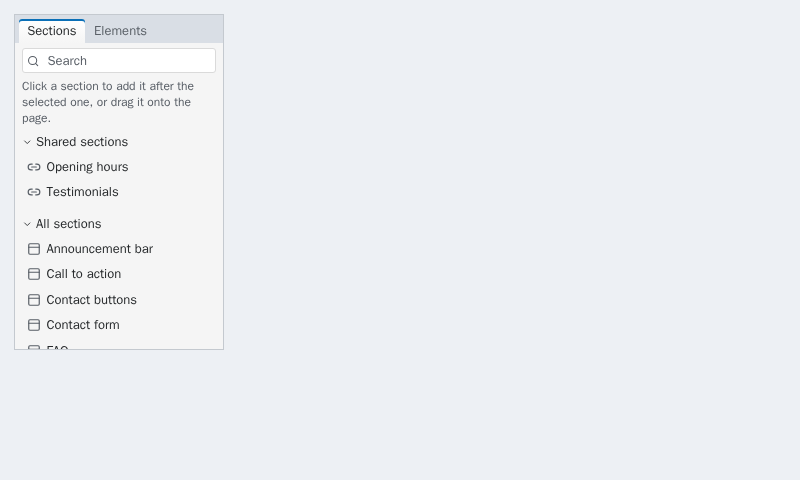 Sections Elements
Search
Click a section to add it after the
selected one, or drag it onto the
page.
Shared sections
Opening hours
Testimonials
All sections
Announcement bar
Call to action
Contact buttons
Contact form
FAQ